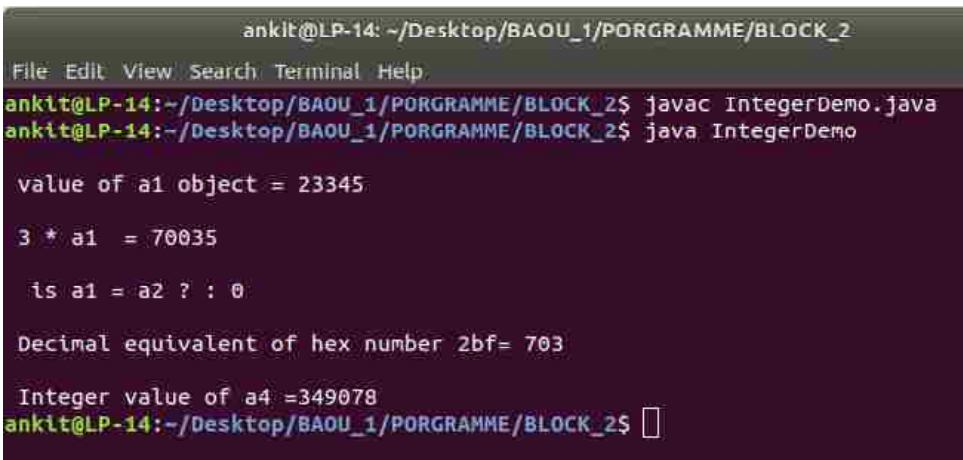 ankit@LP-14: ~/Desktop/BAOU_1/PORGRAMME/BLOCK_2
File Edit View Search Terminal Help
ankit@LP-14:~/Desktop/BAOU_1/PORGRAMME/BLOCK_2$ javac IntegerDemo.java
ankit@LP-14:~/Desktop/BAOU_1/PORGRAMME/BLOCK_2$ java IntegerDemo
value of a1 object = 23345
3 * a1  = 70035
is a1 = a2 ? : 0
Decimal equivalent of hex number 2bf= 703
Integer value of a4 =349078
ankit@LP-14:~/Desktop/BAOU_1/PORGRAMME/BLOCK_2$